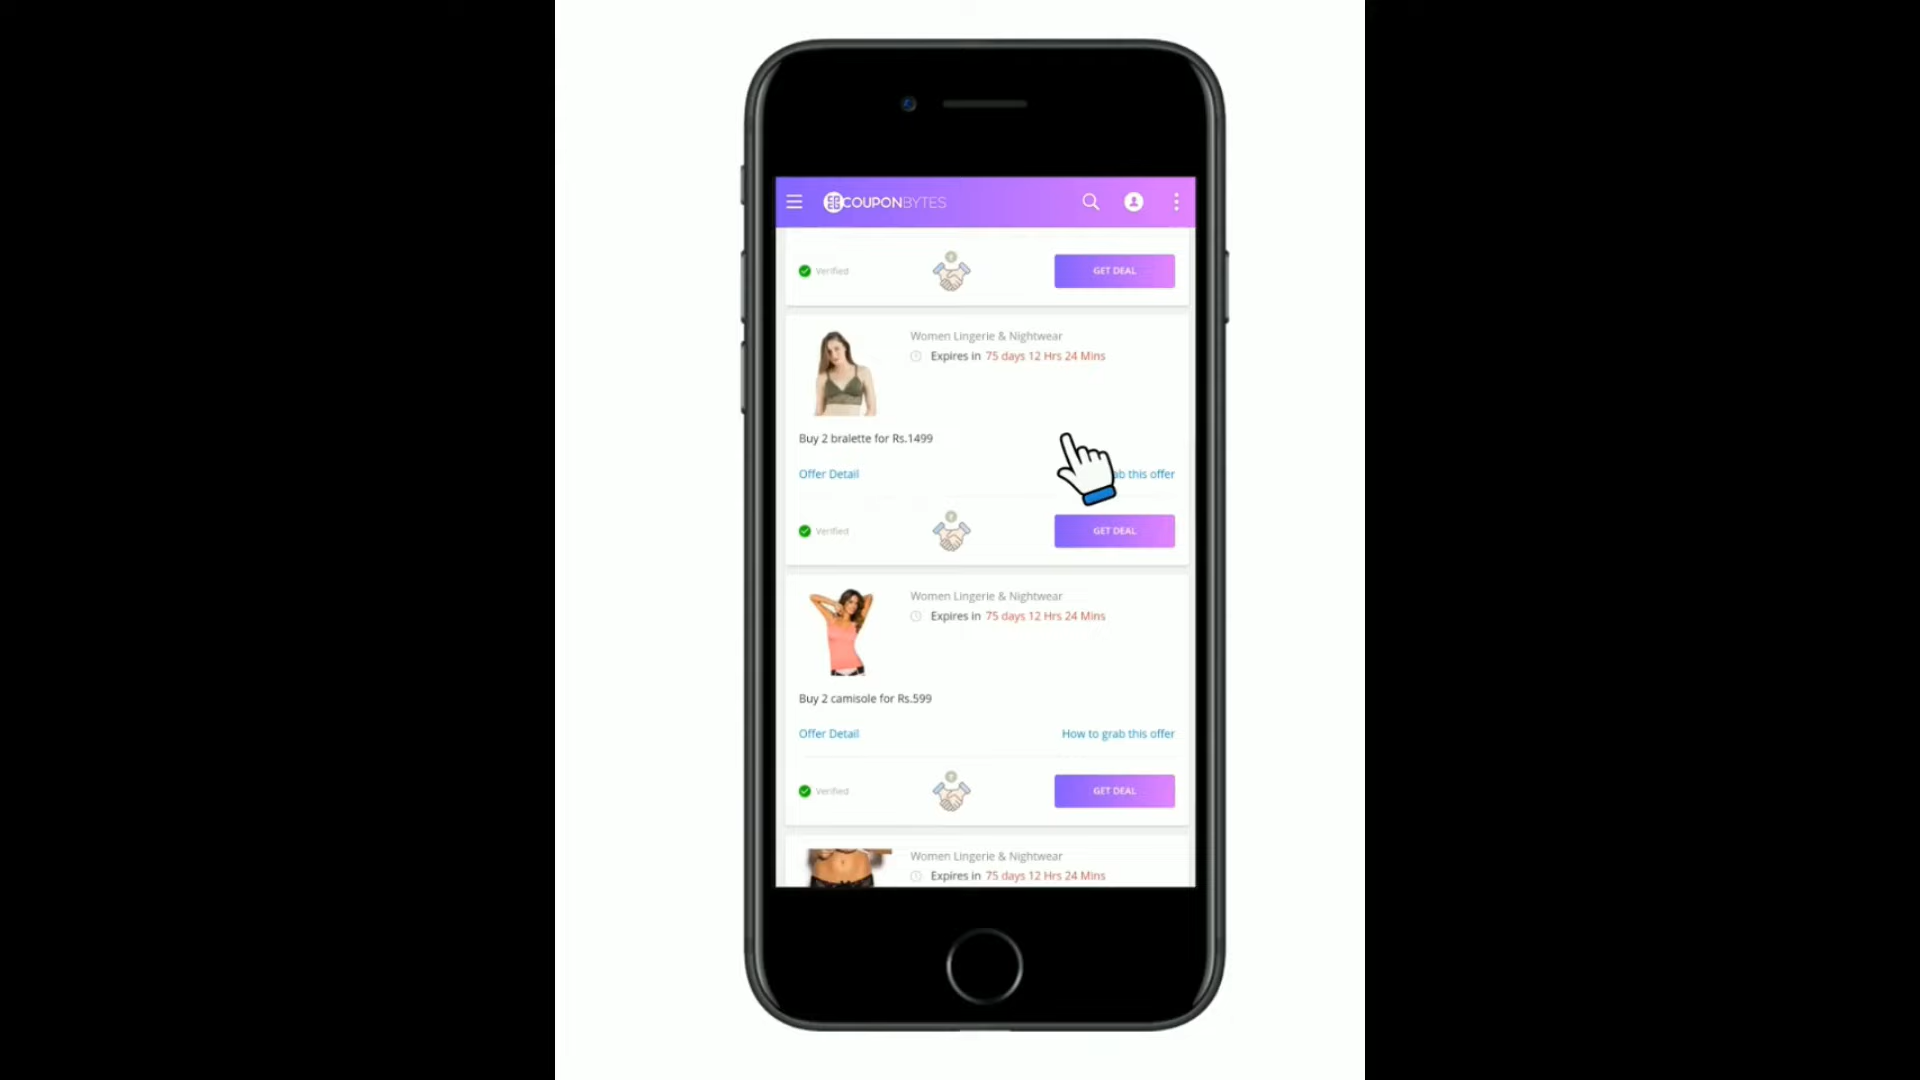 COUPONBYTES
Verified
GET DEAL
Women Lingerie & Nightwear
Expires in 75 days 12 Hrs 24 Mins
Buy 2 bralette for Rs.1499
Offer Detail
this offer
Verified
GET DEAL
Women Lingerie & Nightwear
Expires in 75 days 12 Hrs 24 Mins
Buy 2 camisole for Rs.599
Offer Detail
How to grab this offer
Verified
GET DEAL
Women Lingerie & Nightwear
Expires in 75 days 12 Hrs 24 Mins